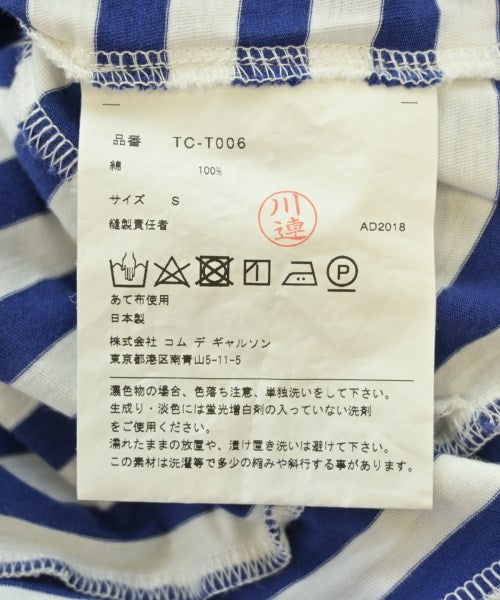 品番 TC-T006
綿 100%
サイズ S
縫製責任者 川連 AD2018
あて布使用
日本製
株式会社 コム デ ギャルソン
東京都港区南青山5-11-5
濃色物の場合、色落ち注意、単独洗いをして下さい。
生成り・淡色には蛍光増白剤の入っていない洗剤
をご使用下さい。
濡れたままの放置や、漬け置き洗いは避けて下さい。
この素材は洗濯等で多少の縮みや斜行する事があります。